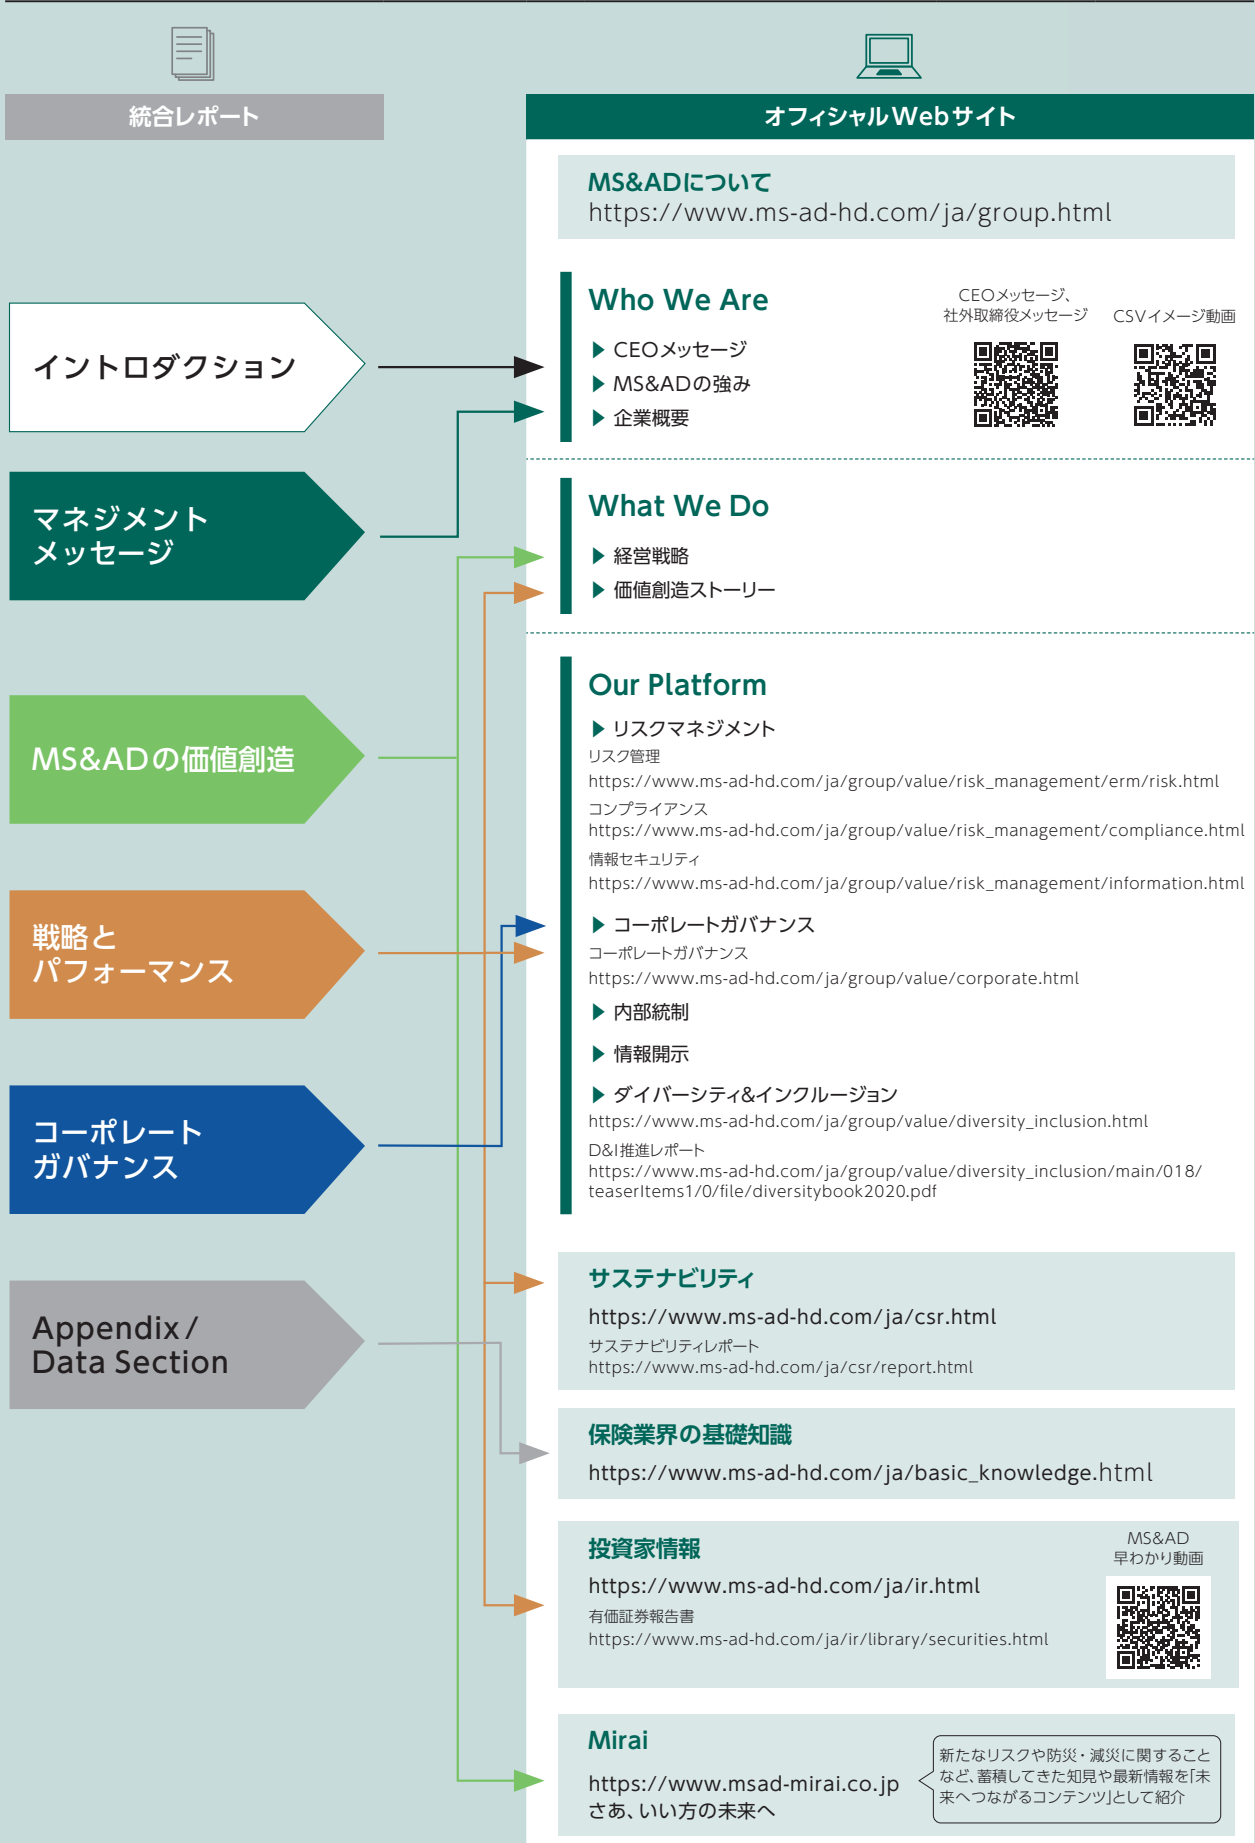 統合レポート
オフィシャルWebサイト
MS&ADについて
https://www.ms-ad-hd.com/ja/group.html
イントロダクション
マネジメント
メッセージ
MS&ADの価値創造
戦略と
パフォーマンス
コーポレート
ガバナンス
Appendix /
Data Section
Who We Are
▶ CEOメッセージ
▶ MS&ADの強み
▶ 企業概要
CEOメッセージ、
社外取締役メッセージ
CSVイメージ動画
What We Do
▶ 経営戦略
▶ 価値創造ストーリー
Our Platform
▶ リスクマネジメント
リスク管理
https://www.ms-ad-hd.com/ja/group/value/risk_management/erm/risk.html
コンプライアンス
https://www.ms-ad-hd.com/ja/group/value/risk_management/compliance.html
情報セキュリティ
https://www.ms-ad-hd.com/ja/group/value/risk_management/information.html
▶ コーポレートガバナンス
コーポレートガバナンス
https://www.ms-ad-hd.com/ja/group/value/corporate.html
▶ 内部統制
▶ 情報開示
▶ ダイバーシティ&インクルージョン
https://www.ms-ad-hd.com/ja/group/value/diversity_inclusion.html
D&I推進レポート
https://www.ms-ad-hd.com/ja/group/value/diversity_inclusion/main/018/
teaserItems1/0/file/diversitybook2020.pdf
サステナビリティ
https://www.ms-ad-hd.com/ja/csr.html
サステナビリティレポート
https://www.ms-ad-hd.com/ja/csr/report.html
保険業界の基礎知識
https://www.ms-ad-hd.com/ja/basic_knowledge.html
投資家情報
https://www.ms-ad-hd.com/ja/ir.html
有価証券報告書
https://www.ms-ad-hd.com/ja/ir/library/securities.html
MS&AD
早わかり動画
Mirai
https://www.msad-mirai.co.jp
さあ、いい方の未来へ
新たなリスクや防災・減災に関すること
など、蓄積してきた知見や最新情報を「未
来へつながるコンテンツ」として紹介